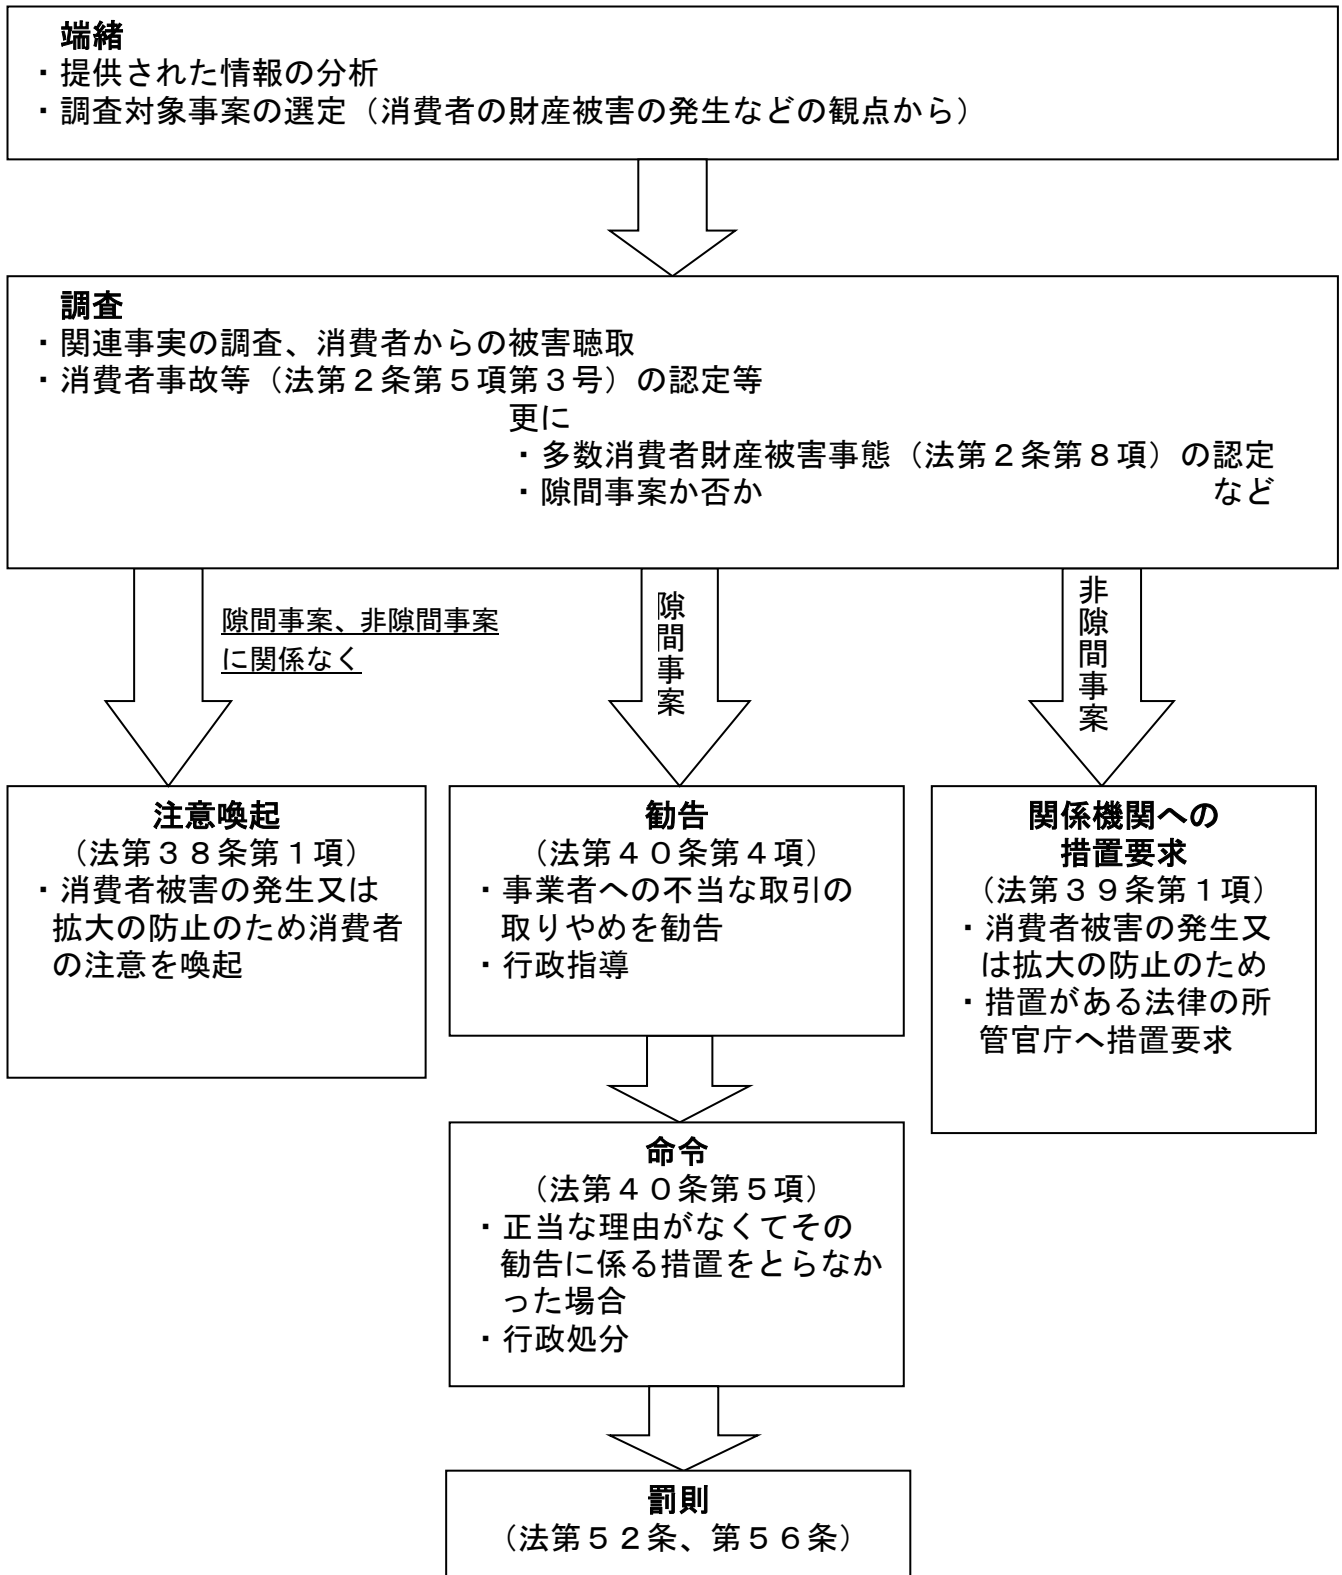 端緒
・提供された情報の分析
・調査対象事案の選定（消費者の財産被害の発生などの観点から）
調査
・関連事実の調査、消費者からの被害聴取
・消費者事故等（法第２条第５項第３号）の認定等
更に
・多数消費者財産被害事態（法第２条第８項）の認定
・隙間事案か否か　など
隙間事案、非隙間事案
に関係なく
隙間事案
非隙間事案
注意喚起
（法第３８条第１項）
・消費者被害の発生又は
拡大の防止のため消費者
の注意を喚起
勧告
（法第４０条第４項）
・事業者への不当な取引の
取りやめを勧告
・行政指導
関係機関への
措置要求
（法第３９条第１項）
・消費者被害の発生又
は拡大の防止のため
・措置がある法律の所
管官庁へ措置要求
命令
（法第４０条第５項）
・正当な理由がなくてその
勧告に係る措置をとらなか
った場合
・行政処分
罰則
（法第５２条、第５６条）